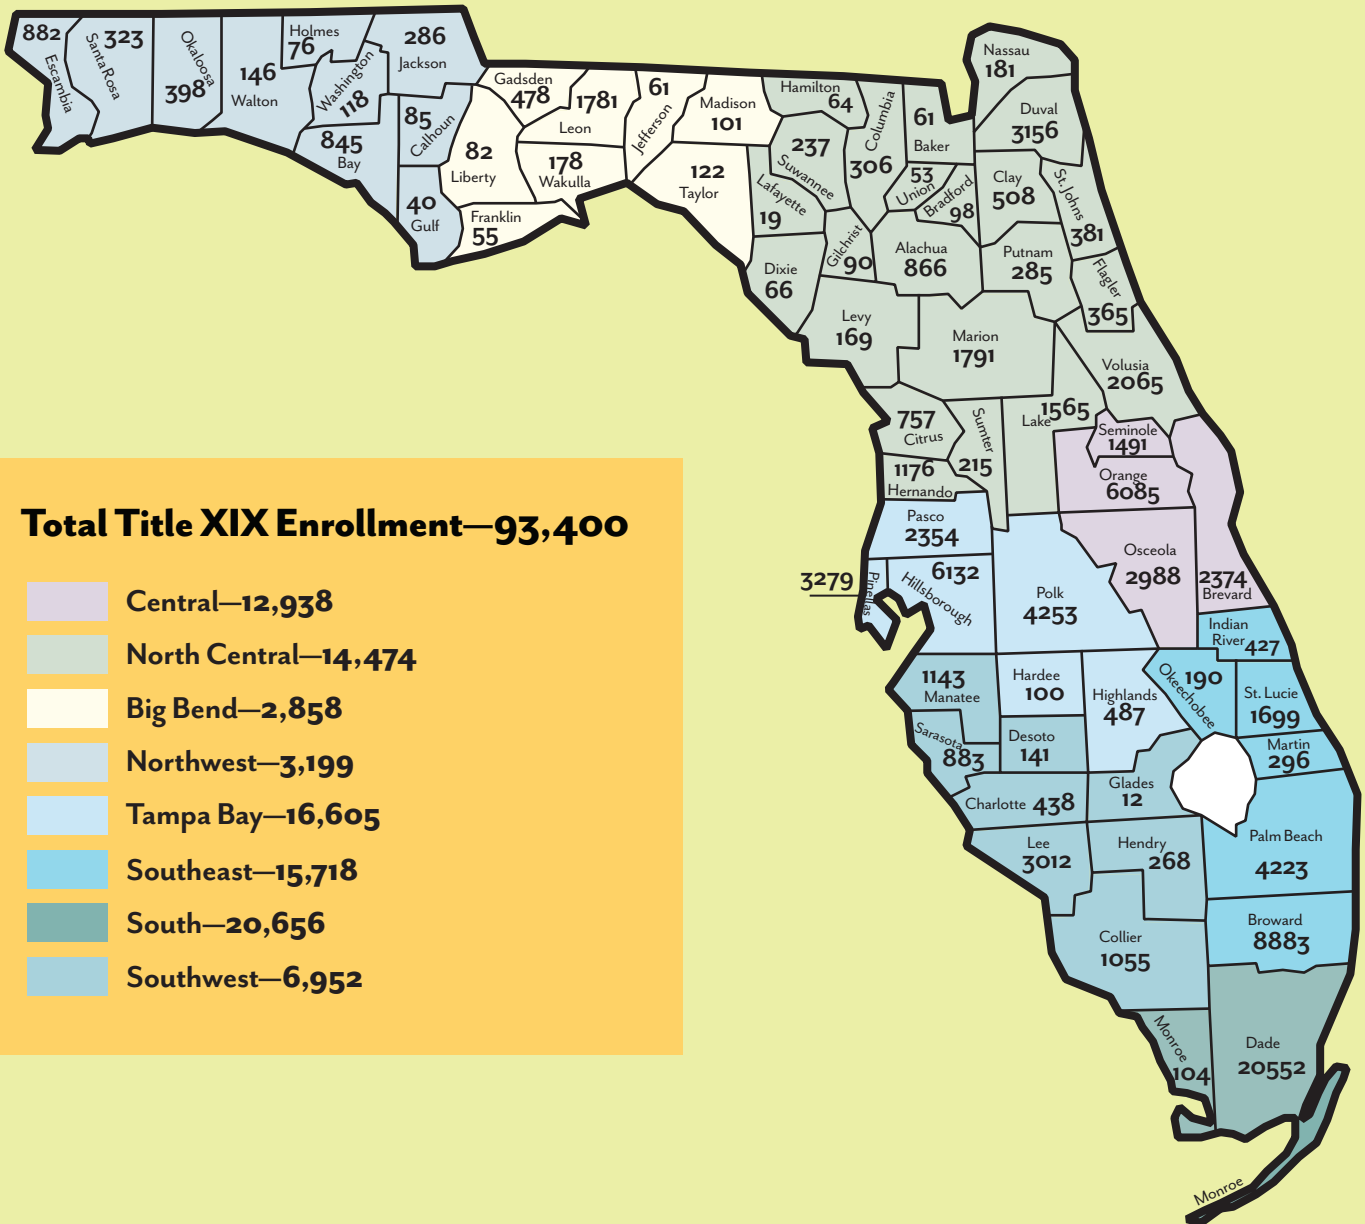 882
Escambia
323
Santa Rosa
Okaloosa
398
146
Walton
Holmes
76
Washington
118
286
Jackson
845
Bay
85
Calhoun
40
Gulf
Gadsden
478
1781
Leon
61
Jefferson
Madison
101
82
Liberty
178
Wakulla
122
Taylor
Franklin
55
Hamilton
64
Columbia
306
61
Baker
Nassau
181
Duval
3156
237
Suwannee
53
Union
Bradford
98
Clay
508
St. Johns
381
Lafayette
19
Gilchrist
90
Alachua
866
Putnam
285
Flagler
365
Dixie
66
Levy
169
Marion
1791
Volusia
2065
757
Citrus
Sumter
215
1565
Lake
Seminole
1491
1176
Hernando
Orange
6085
Pasco
2354
Osceola
2988
2374
Brevard
3279
Pinellas
6132
Hillsborough
Polk
4253
Indian
River 427
1143
Manatee
Hardee
100
Highlands
487
190
Okeechobee
St. Lucie
1699
Sarasota
883
Desoto
141
Martin
296
Charlotte 438
Glades
12
Lee
3012
Hendry
268
Palm Beach
4223
Collier
1055
Broward
8883
Monroe
104
Dade
20552
Monroe
Total Title XIX Enrollment—93,400
Central—12,938
North Central—14,474
Big Bend—2,858
Northwest—3,199
Tampa Bay—16,605
Southeast—15,718
South—20,656
Southwest—6,952